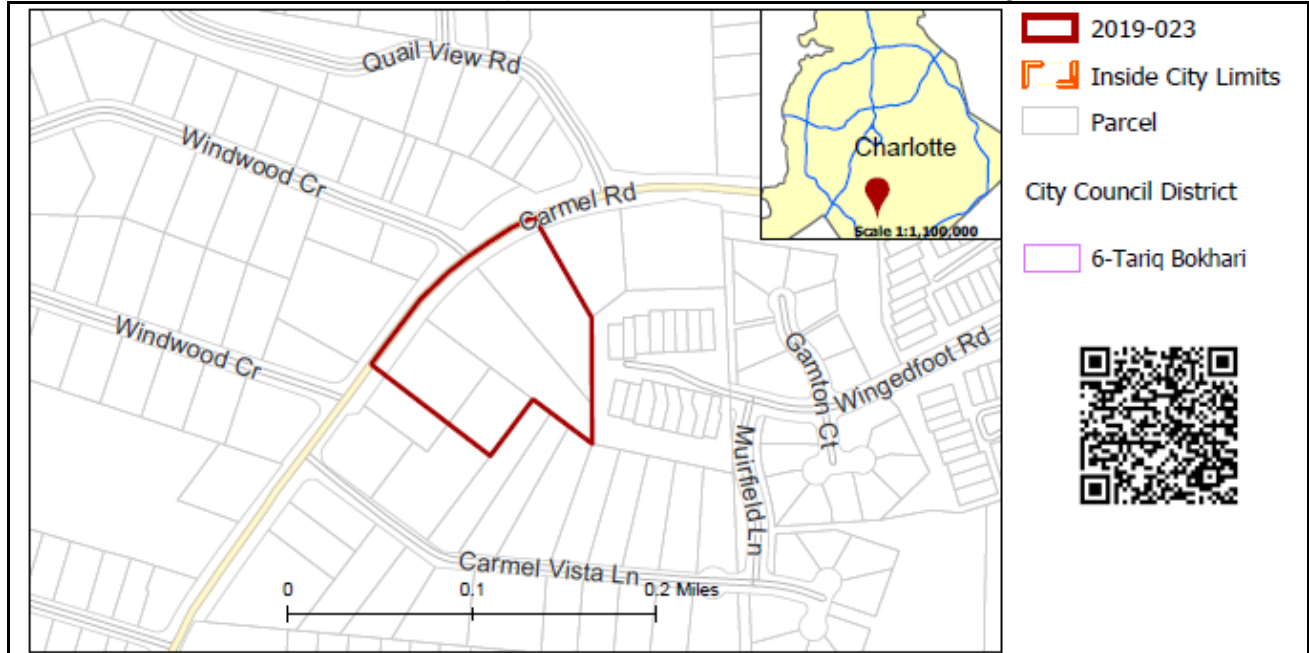 Quail View Rd
Windwood Cr
Carmel Rd
Windwood Cr
Gamton Ct
Wingedfoot Rd
Muirfield Ln
Carmel Vista Ln
0 0.1 0.2 Miles
Charlotte
Scale 1:1,100,000
2019-023
Inside City Limits
Parcel
City Council District
6-Tariq Bokhari